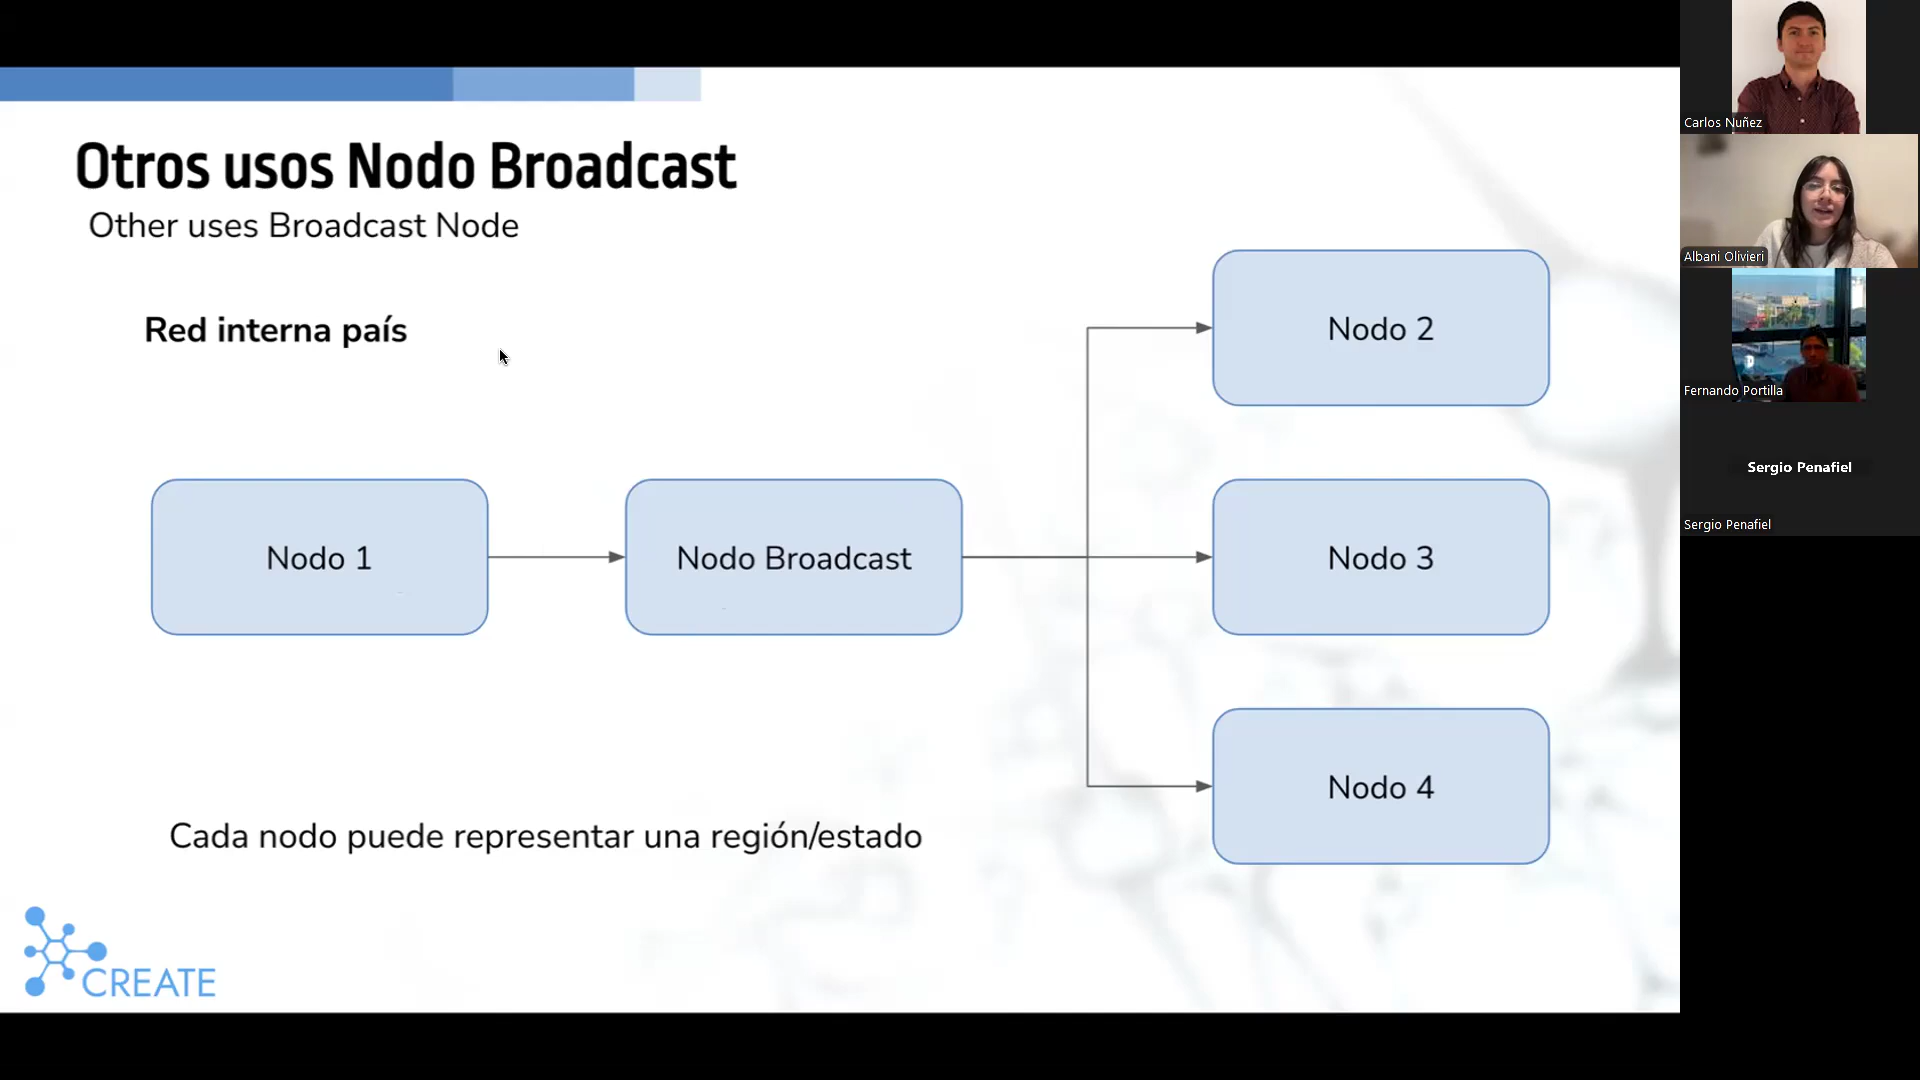 Otros usos Nodo Broadcast
Other uses Broadcast Node
Red interna país
Nodo 1
Nodo Broadcast
Nodo 2
Nodo 3
Nodo 4
Cada nodo puede representar una región/estado
CREATE
Carlos Nuñez
Albani Olivieri
Fernando Portilla
Sergio Penafiel
Sergio Penafiel